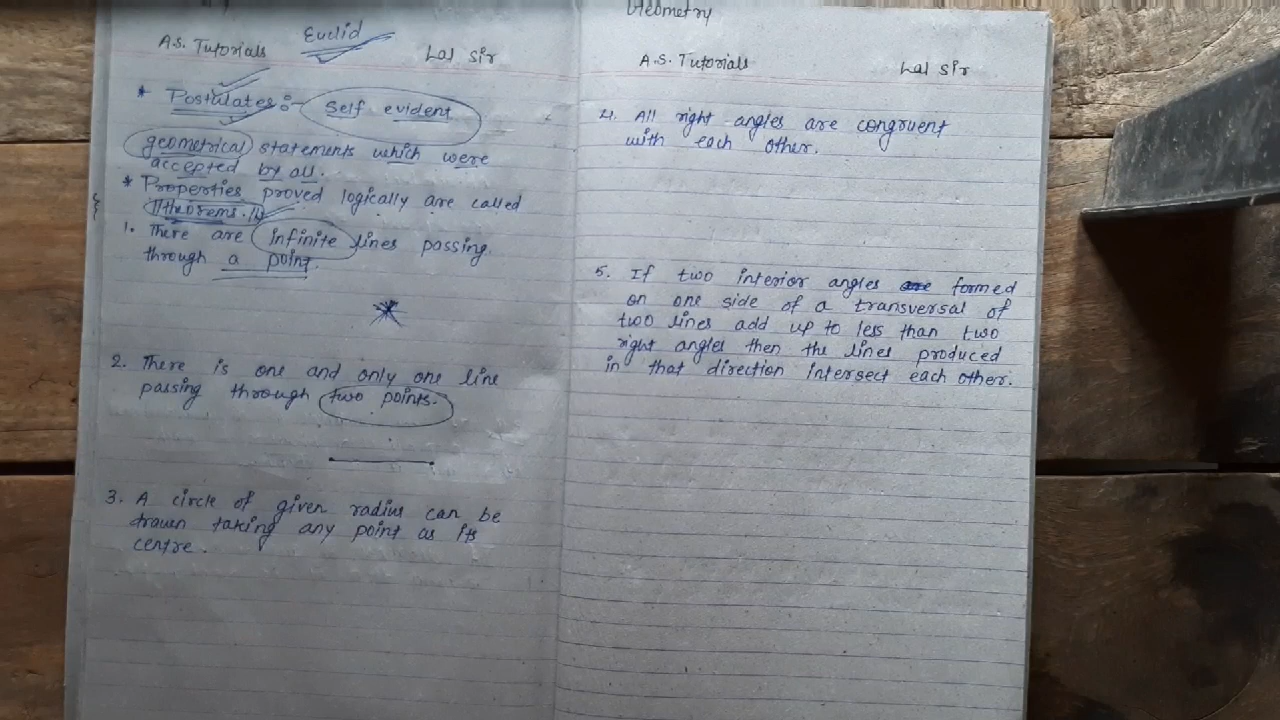 Euclid
A.S. Tutorials Lal Sir
* Postulates :- Self evident
geometrical statements which were
accepted by all.
* Properties proved logically are called
theorems.
1. There are infinite lines passing
through a point.
2. There is one and only one line
passing through two points.
3. A circle of given radius can be
drawn taking any point as its
centre.
Geometry
A.S. Tutorials Lal Sir
4. All right angles are congruent
with each other.
5. If two interior angles are formed
on one side of a transversal of
two lines add up to less than two
right angles then the lines produced
in that direction intersect each other.